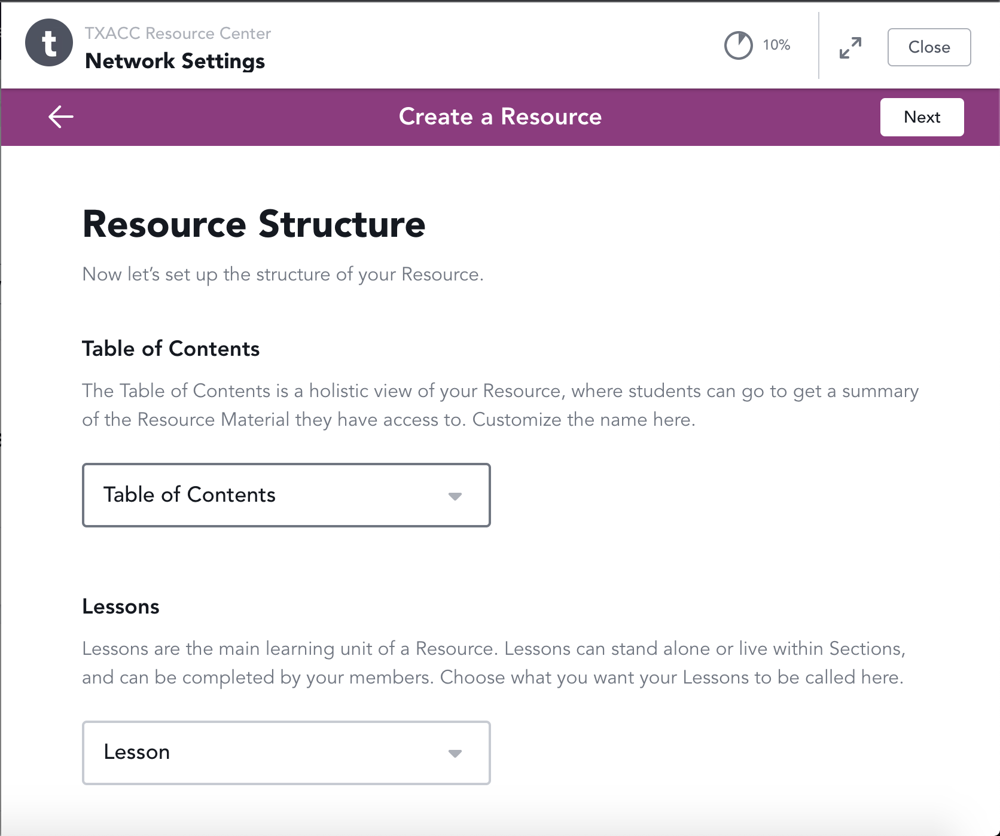 t
TXACC Resource Center
Network Settings
10%
Close
Create a Resource
Next
Resource Structure
Now let’s set up the structure of your Resource.
Table of Contents
The Table of Contents is a holistic view of your Resource, where students can go to get a summary
of the Resource Material they have access to. Customize the name here.
Table of Contents
Lessons
Lessons are the main learning unit of a Resource. Lessons can stand alone or live within Sections,
and can be completed by your members. Choose what you want your Lessons to be called here.
Lesson